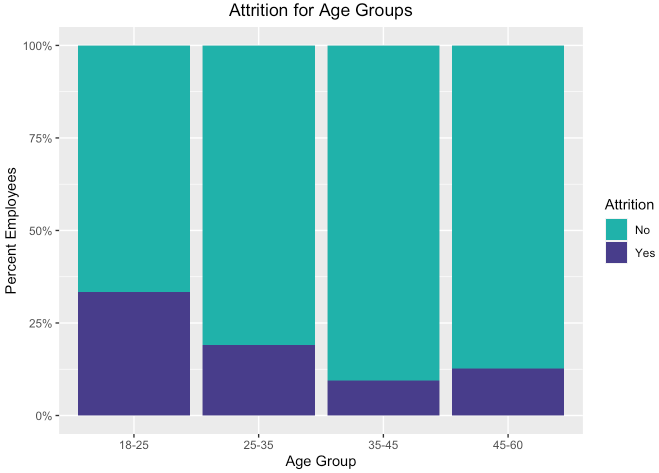 Attrition for Age Groups
Percent Employees
100%
75%
50%
25%
0%
18-25
25-35
35-45
45-60
Age Group
Attrition
No
Yes